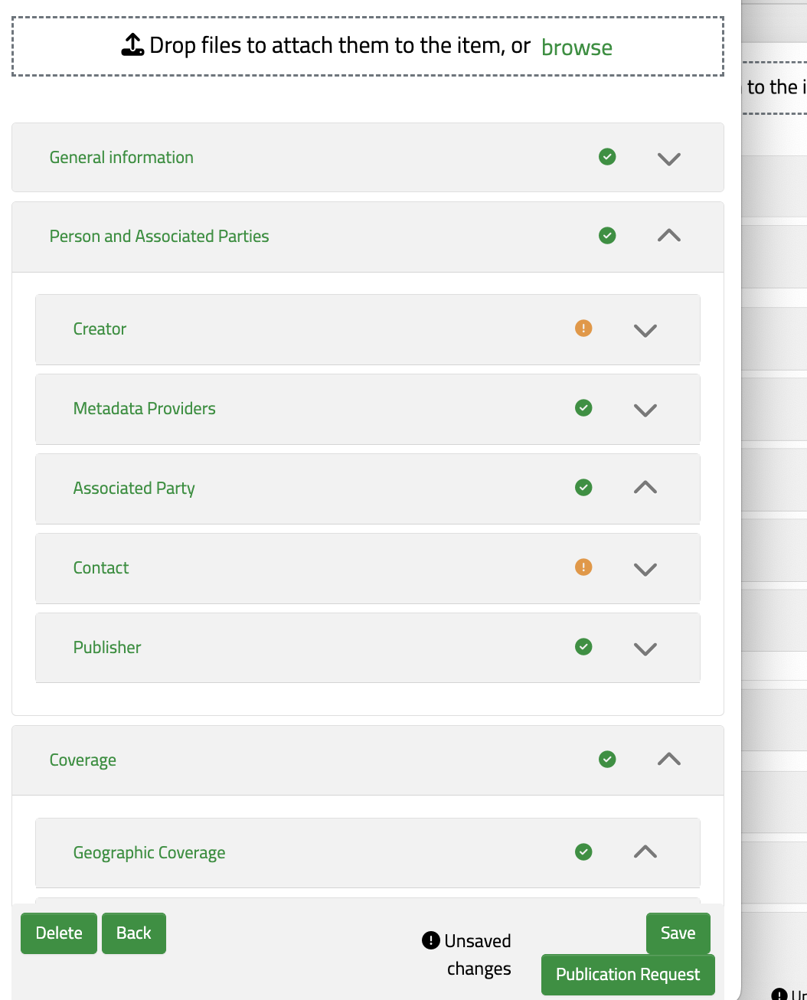 Drop files to attach them to the item, or browse
to the i
General information
Person and Associated Parties
Creator
Metadata Providers
Associated Party
Contact
Publisher
Coverage
Geographic Coverage
Delete
Back
Unsaved
changes
Save
Publication Request
Un